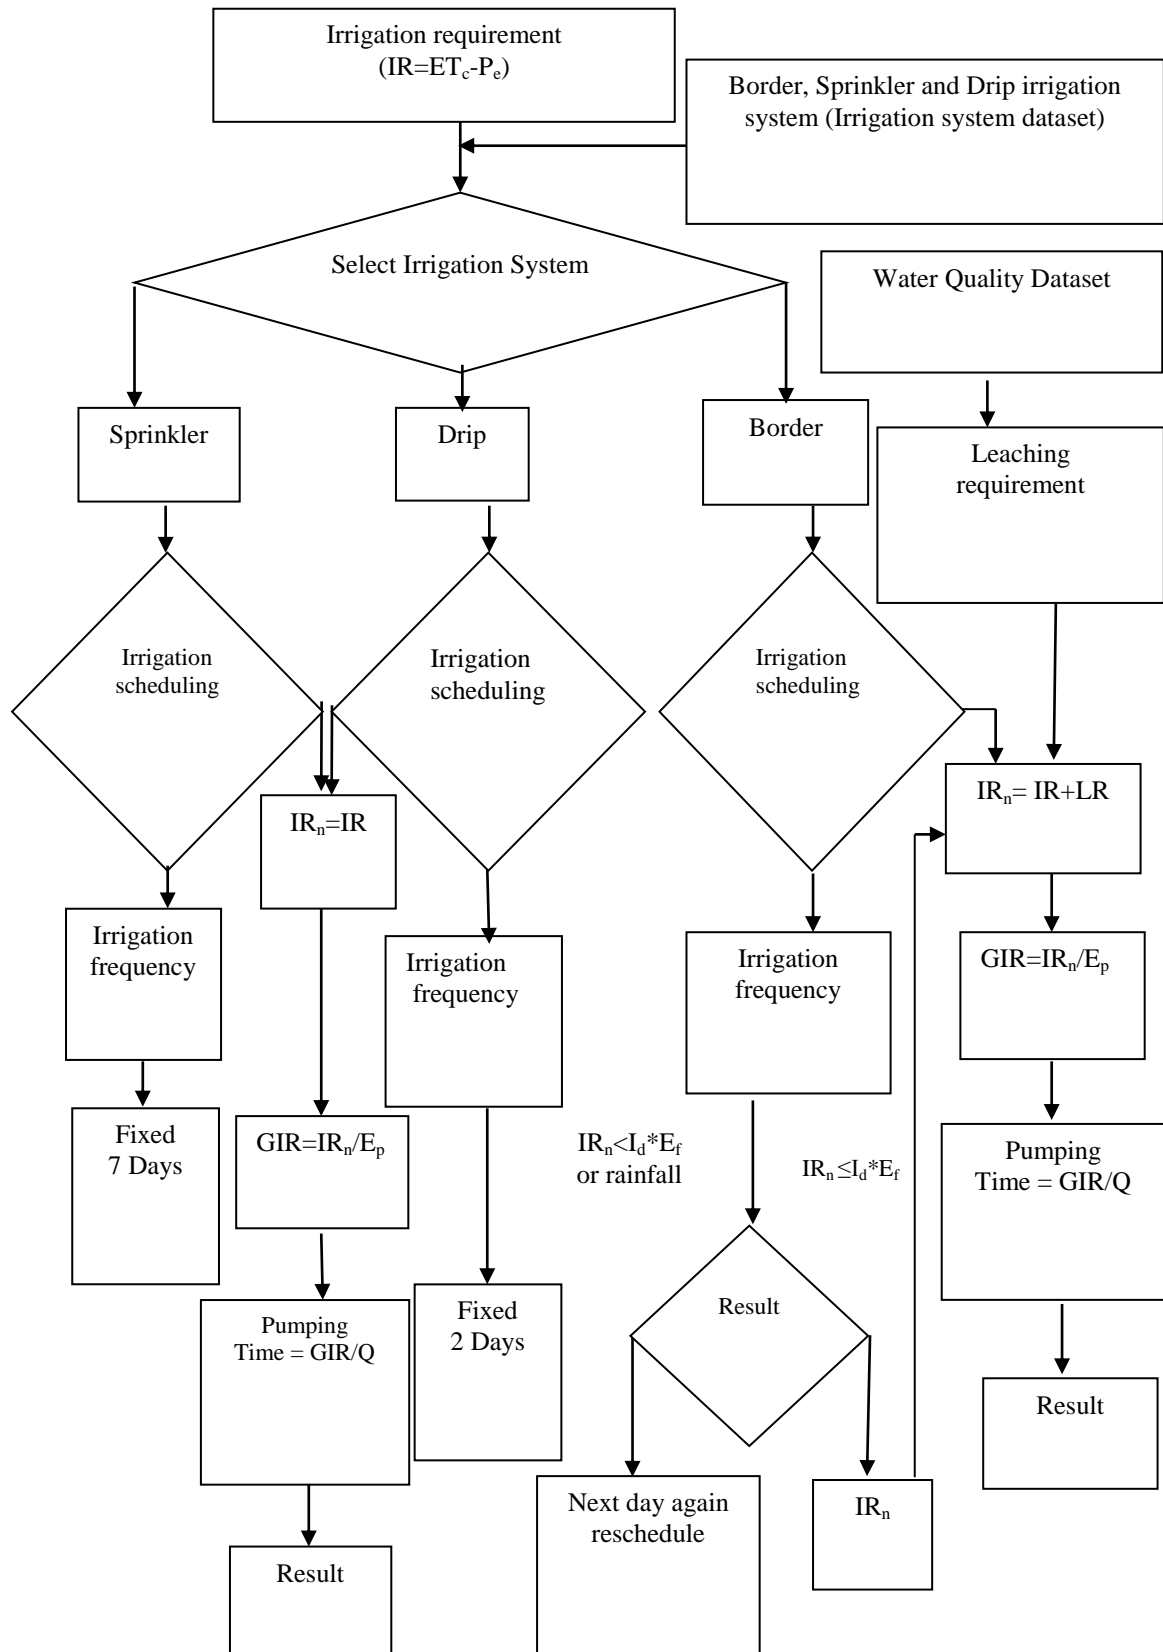 Irrigation requirement
(IR=ETc-Pe)
Border, Sprinkler and Drip irrigation
system (Irrigation system dataset)
Select Irrigation System
Water Quality Dataset
Sprinkler
Drip
Border
Leaching
requirement
Irrigation
scheduling
Irrigation
scheduling
Irrigation
scheduling
IRn=IR
IRn= IR+LR
Irrigation
frequency
Irrigation
frequency
Irrigation
frequency
GIR=IRn/Ep
Fixed
7 Days
GIR=IRn/Ep
IRn<Id*Ef
or rainfall
IRn ≤Id*Ef
Pumping
Time = GIR/Q
Pumping
Time = GIR/Q
Fixed
2 Days
Result
Result
Next day again
reschedule
IRn
Result